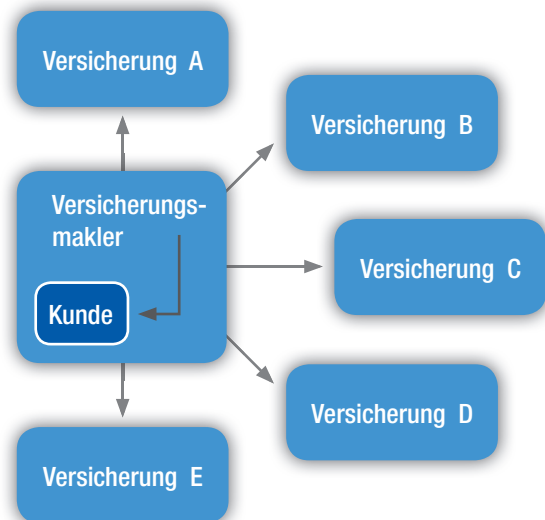 Versicherung A
Versicherung B
Versicherungs-
makler
Kunde
Versicherung C
Versicherung D
Versicherung E